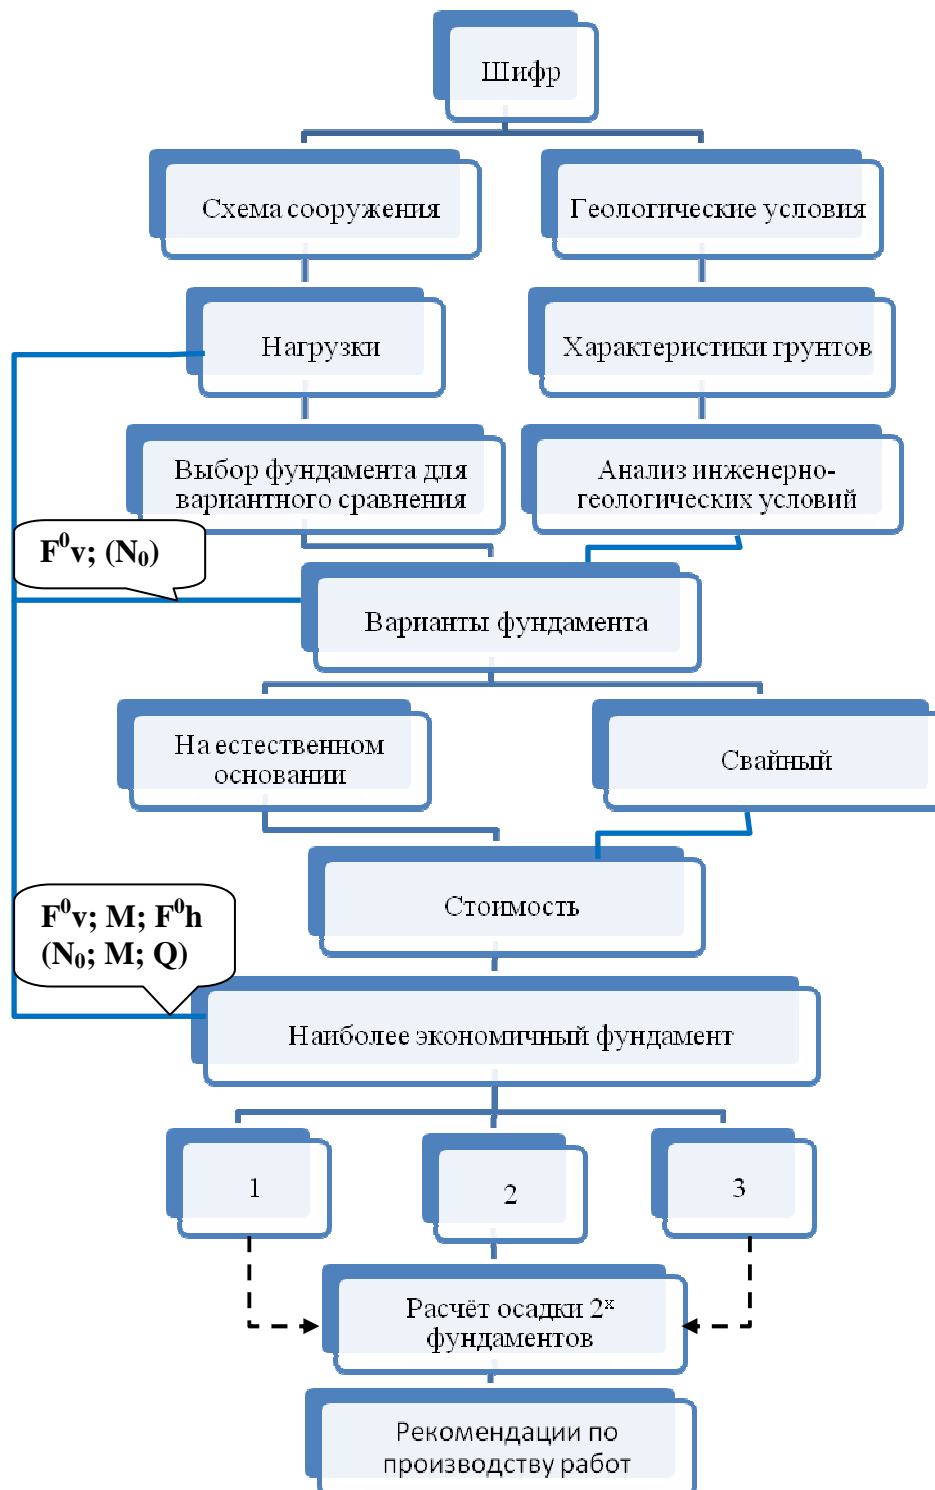 Шифр
Схема сооружения
Геологические условия
Нагрузки
Характеристики грунтов
Выбор фундамента для
вариантного сравнения
Анализ инженерно-
геологических условий
F⁰v; (N₀)
Варианты фундамента
На естественном
основании
Свайный
Стоимость
F⁰v; M; F⁰h
(N₀; M; Q)
Наиболее экономичный фундамент
1
2
3
Расчёт осадки 2ˣ
фундаментов
Рекомендации по
производству работ